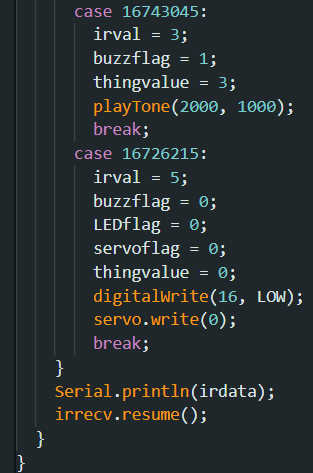 case 16743045:
irval = 3;
buzzflag = 1;
thingvalue = 3;
playTone(2000, 1000);
break;
case 16726215:
irval = 5;
buzzflag = 0;
LEDflag = 0;
servoflag = 0;
thingvalue = 0;
digitalWrite(16, LOW);
servo.write(0);
break;
}
Serial.println(irdata);
irrecv.resume();
}
}